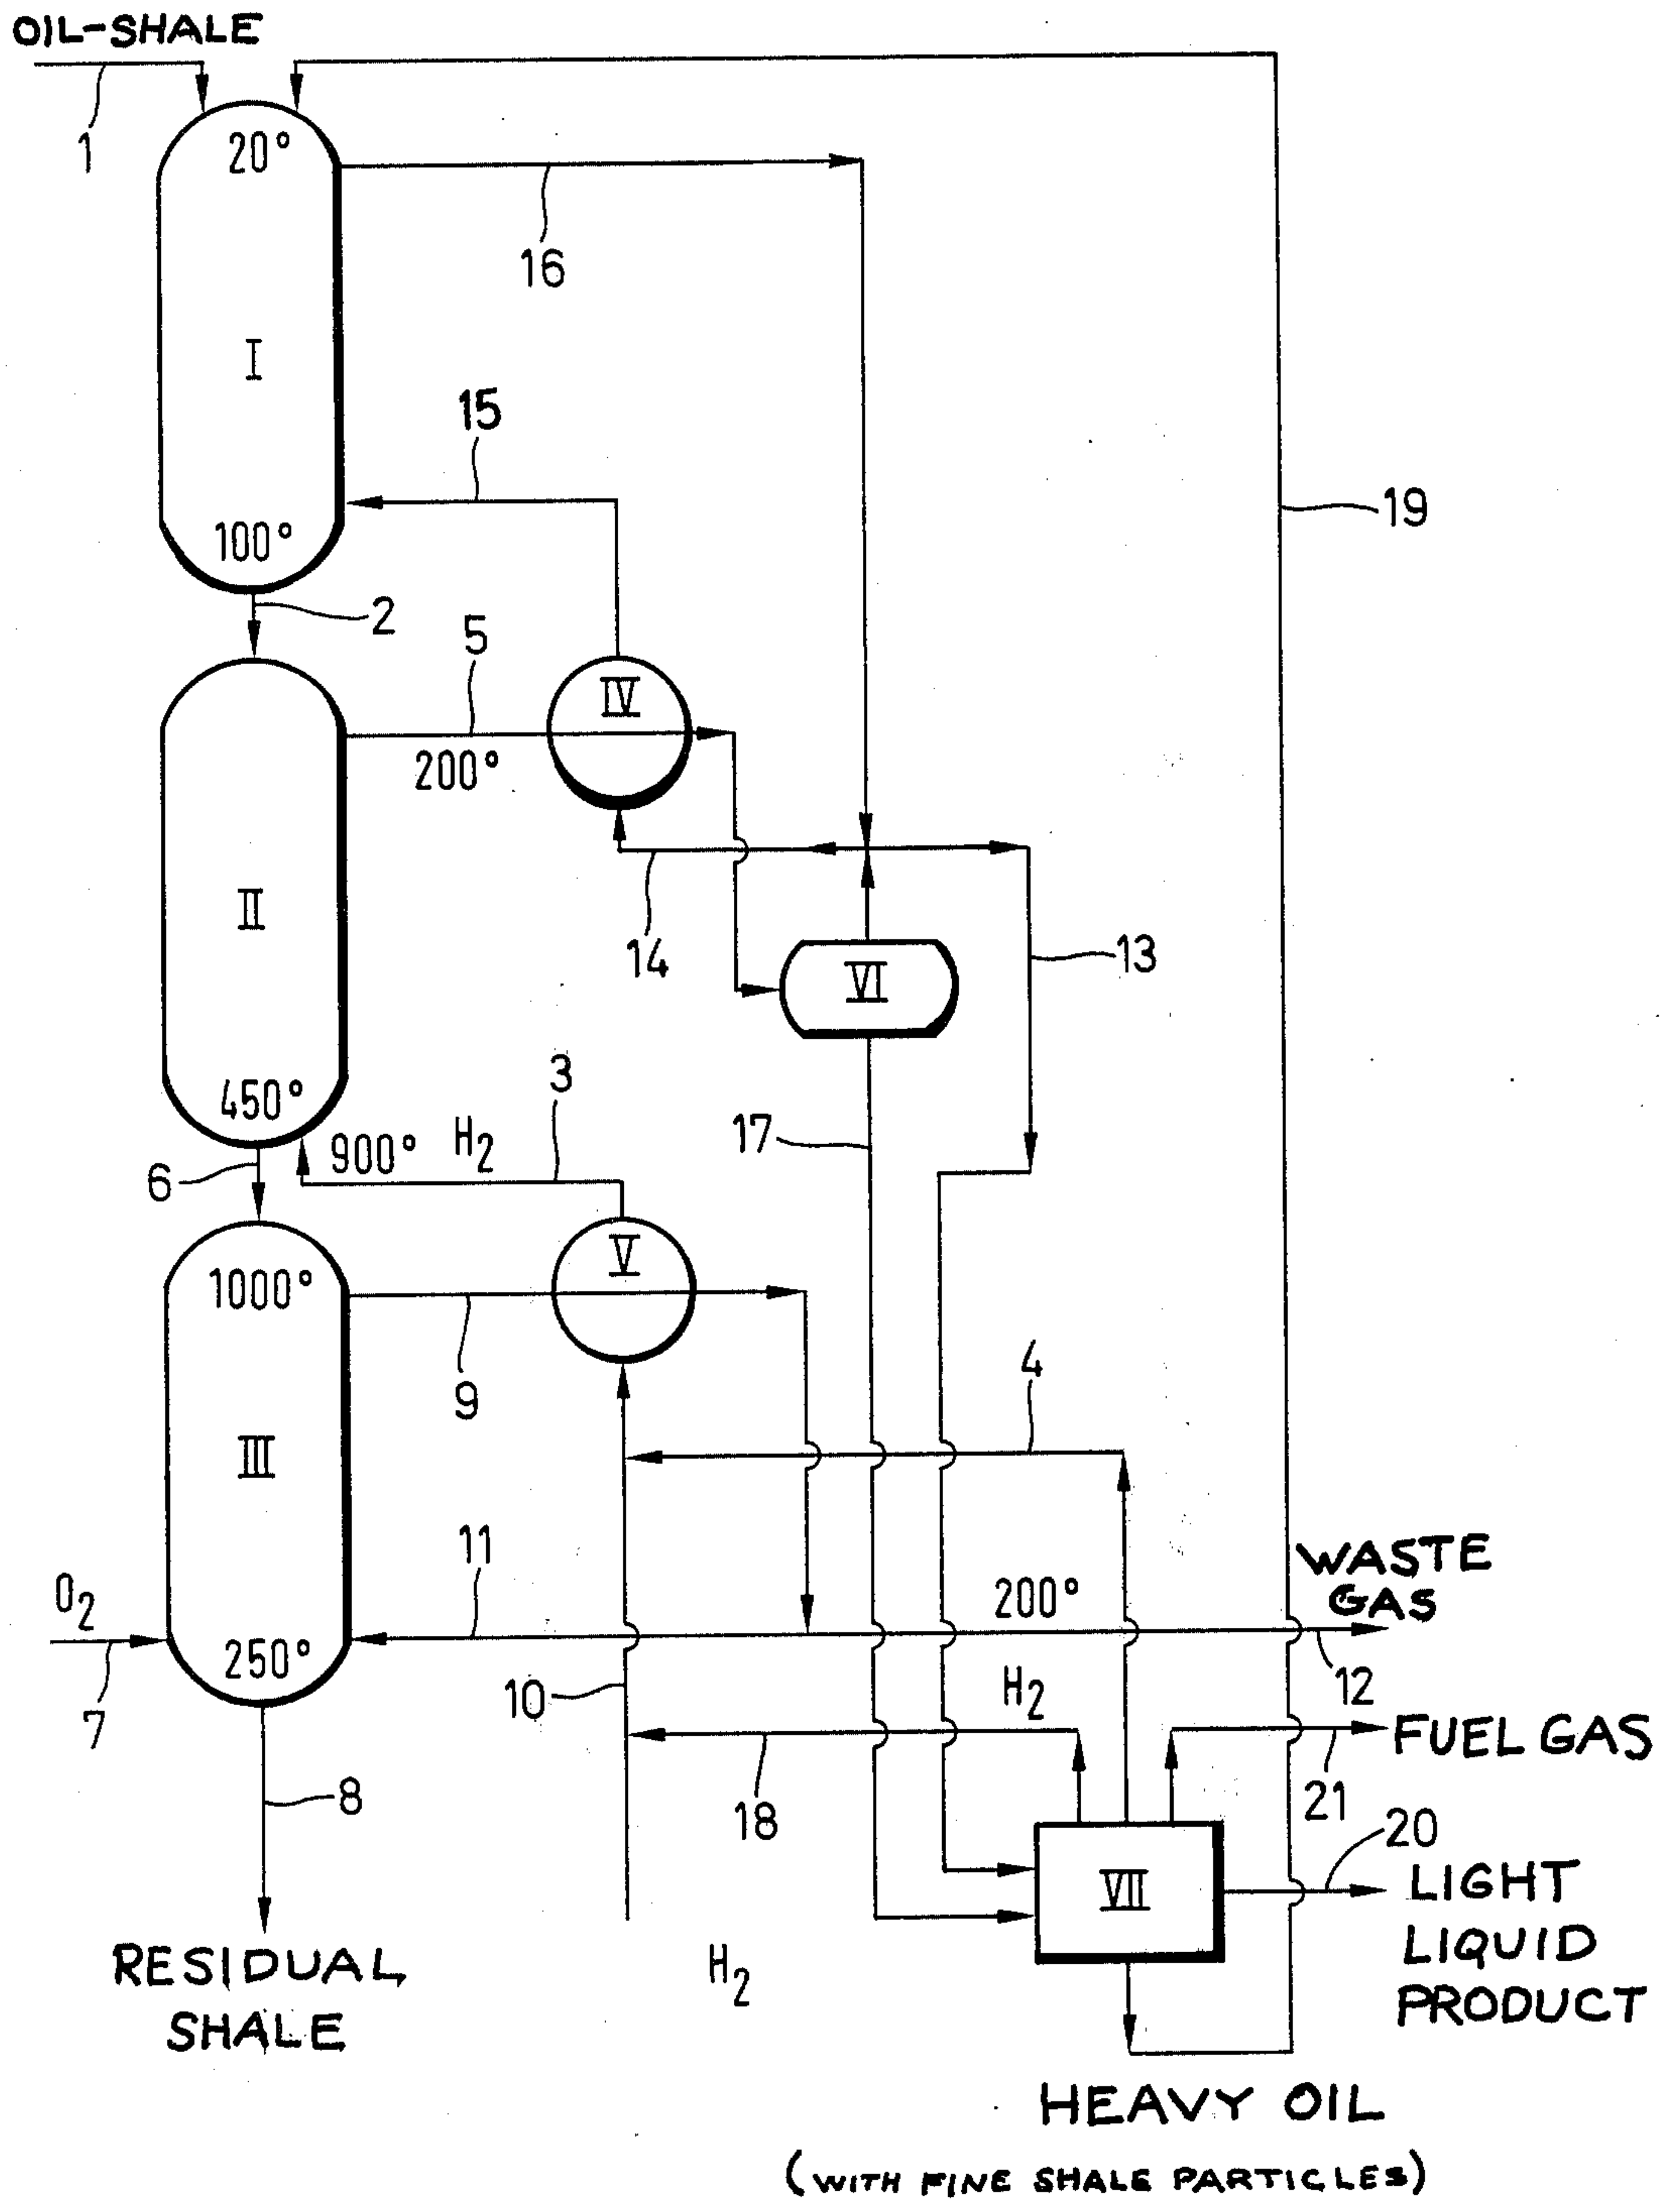 OIL-SHALE
1
20°
16
I
15
19
100°
2
5
IV
200°
II
14
VI
13
450°
3
17
900°
H2
6
V
1000°
9
4
III
11
WASTE
GAS
O2
200°
250°
12
7
10
H2
FUEL GAS
8
18
21
20
VII
LIGHT
LIQUID
PRODUCT
RESIDUAL
SHALE
H2
HEAVY OIL
(WITH FINE SHALE PARTICLES)